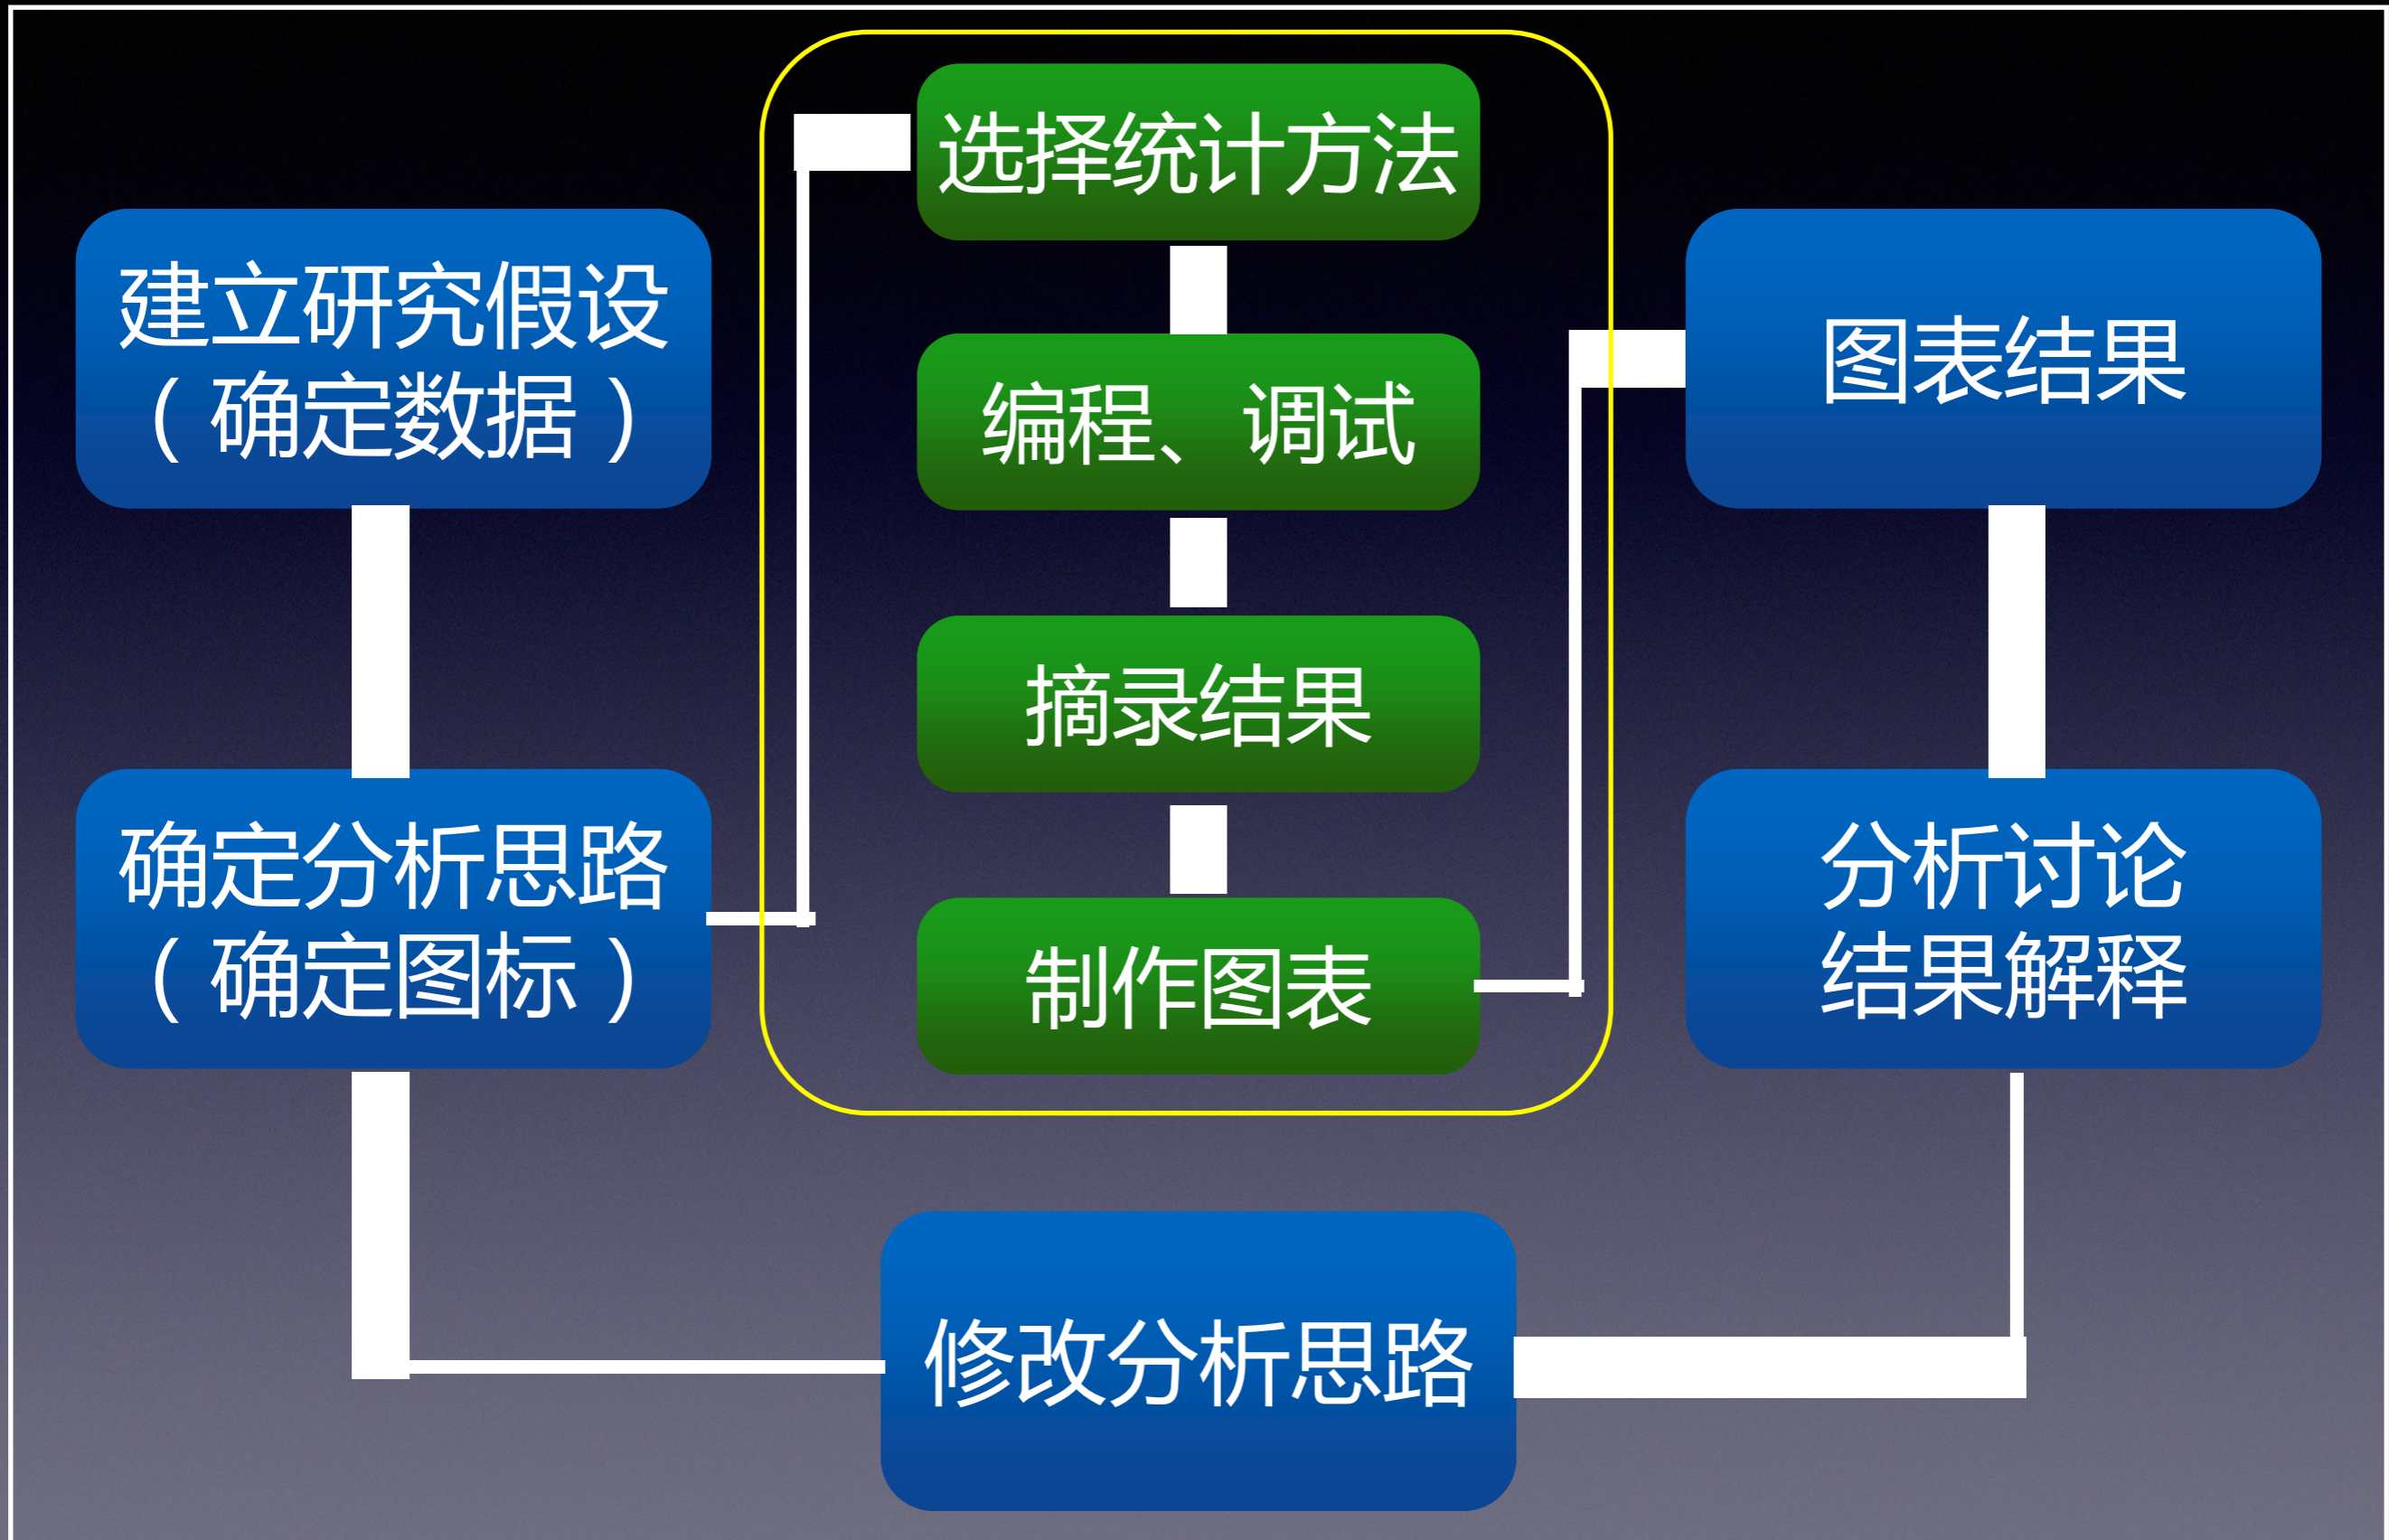 建立研究假设
（确定数据）
确定分析思路
（确定图标）
选择统计方法
编程、调试
摘录结果
制作图表
图表结果
分析讨论
结果解释
修改分析思路